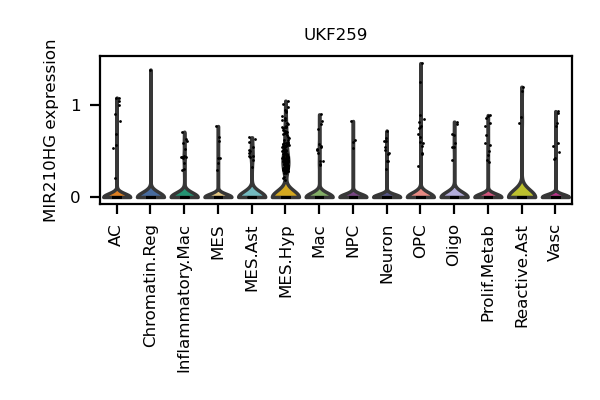 UKF259
MIR210HG expression
1
0
AC
Chromatin.Reg
Inflammatory.Mac
MES
MES.Ast
MES.Hyp
Mac
NPC
Neuron
OPC
Oligo
Prolif.Metab
Reactive.Ast
Vasc